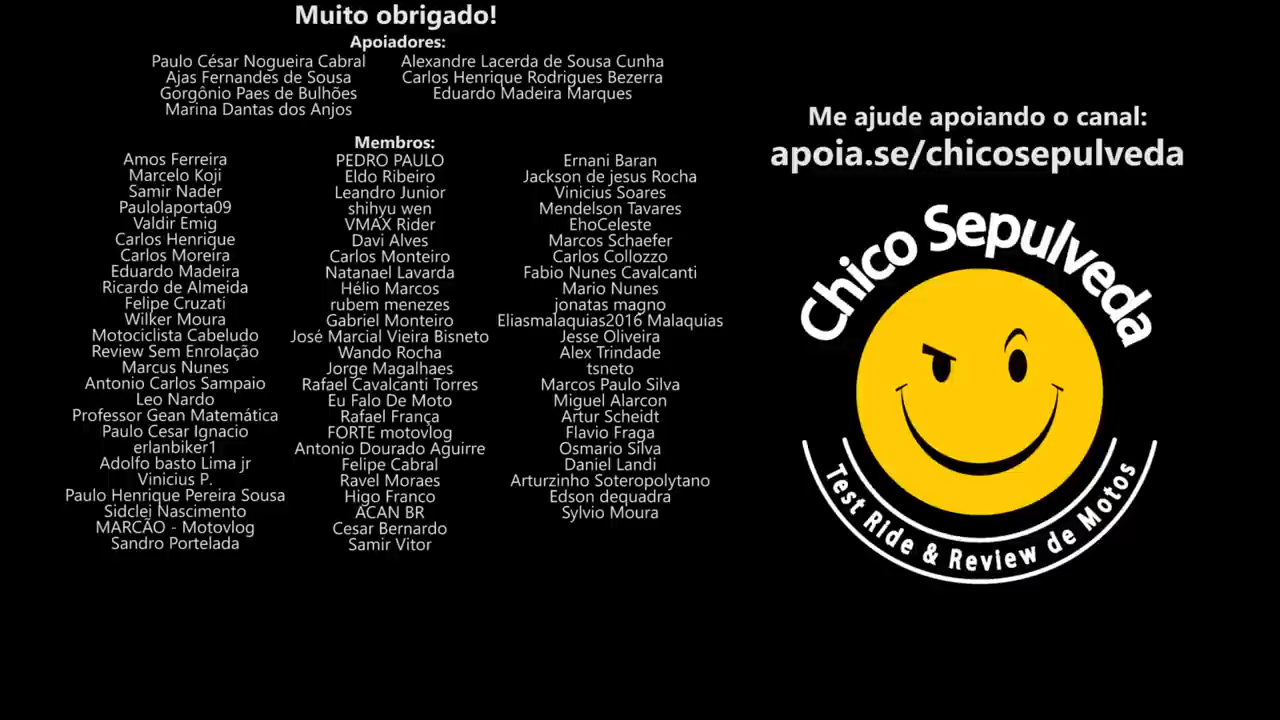 Muito obrigado!
Apoiadores:
Paulo César Nogueira Cabral
Ajas Fernandes de Sousa
Gorgônio Paes de Bulhões
Marina Dantas dos Anjos
Alexandre Lacerda de Sousa Cunha
Carlos Henrique Rodrigues Bezerra
Eduardo Madeira Marques
Membros:
Amos Ferreira
Marcelo Koji
Samir Nader
Paulolaporta09
Valdir Emig
Carlos Henrique
Carlos Moreira
Eduardo Madeira
Ricardo de Almeida
Felipe Cruzati
Wilker Moura
Motociclista Cabeludo
Review Sem Enrolação
Marcus Nunes
Antonio Carlos Sampaio
Leo Nardo
Professor Gean Matemática
Paulo Cesar Ignacio
erlanbiker1
Adolfo basto Lima jr
Vinicius P.
Paulo Henrique Pereira Sousa
Sidclei Nascimento
MARCÃO - Motovlog
Sandro Portelada
PEDRO PAULO
Eldo Ribeiro
Leandro Junior
shihyu wen
VMAX Rider
Davi Alves
Carlos Monteiro
Natanael Lavarda
Hélio Marcos
rubem menezes
Gabriel Monteiro
José Marcial Vieira Bisneto
Wando Rocha
Jorge Magalhaes
Rafael Cavalcanti Torres
Eu Falo De Moto
Rafael França
FORTE motovlog
Antonio Dourado Aguirre
Felipe Cabral
Ravel Moraes
Higo Franco
ACAN BR
Cesar Bernardo
Samir Vitor
Ernani Baran
Jackson de jesus Rocha
Vinicius Soares
Mendelson Tavares
EhoCeleste
Marcos Schaefer
Carlos Collozzo
Fabio Nunes Cavalcanti
Mario Nunes
jonatas magno
Eliasmalaquias2016 Malaquias
Jesse Oliveira
Alex Trindade
tsneto
Marcos Paulo Silva
Miguel Alarcon
Artur Scheidt
Flavio Fraga
Osmario Silva
Daniel Landi
Arturzinho Soteropolytano
Edson dequadra
Sylvio Moura
Me ajude apoiando o canal:
apoia.se/chicosepulveda
Chico Sepulveda
Test Ride & Review de Motos